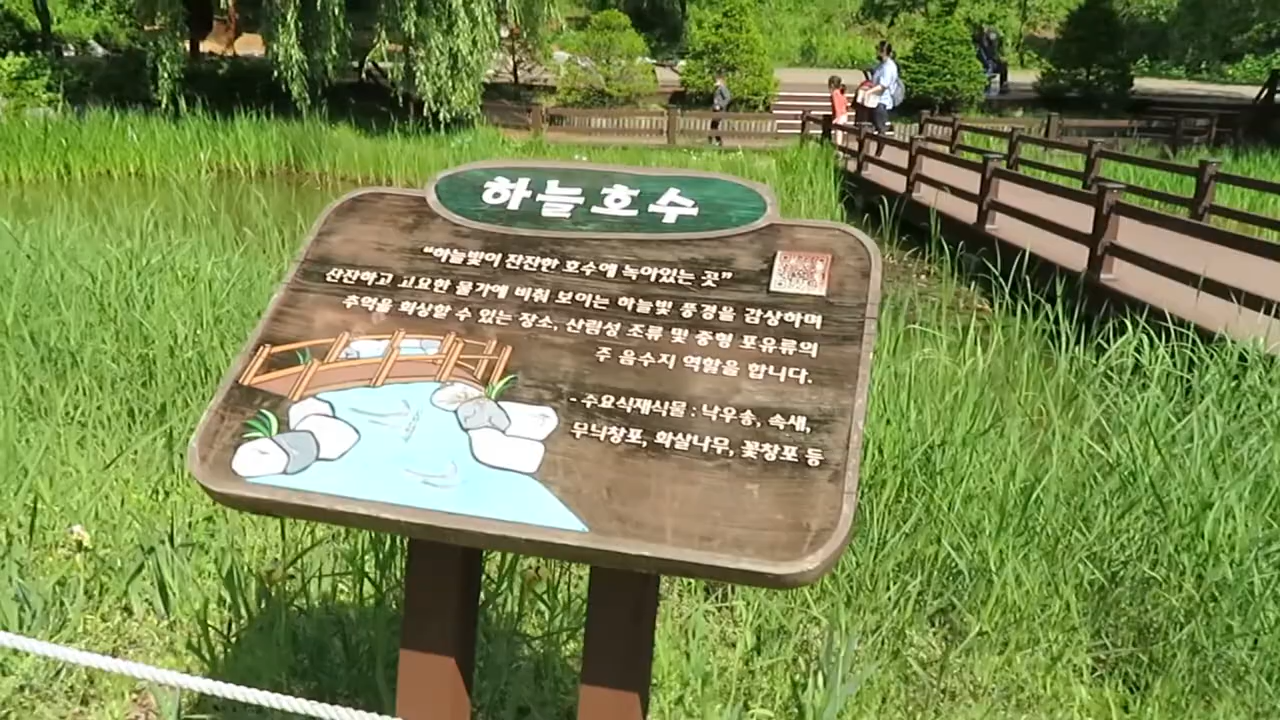 하늘호수
“하늘빛이 잔잔한 호수에 녹아있는 곳”
잔잔하고 고요한 물가에 비춰 보이는 하늘빛 풍경을 감상하며
추억을 회상할 수 있는 장소, 산림성 조류 및 중형 포유류의
주 음수지 역할을 합니다.
- 주요식재식물 : 낙우송, 속새,
무늬창포, 화살나무, 꽃창포 등